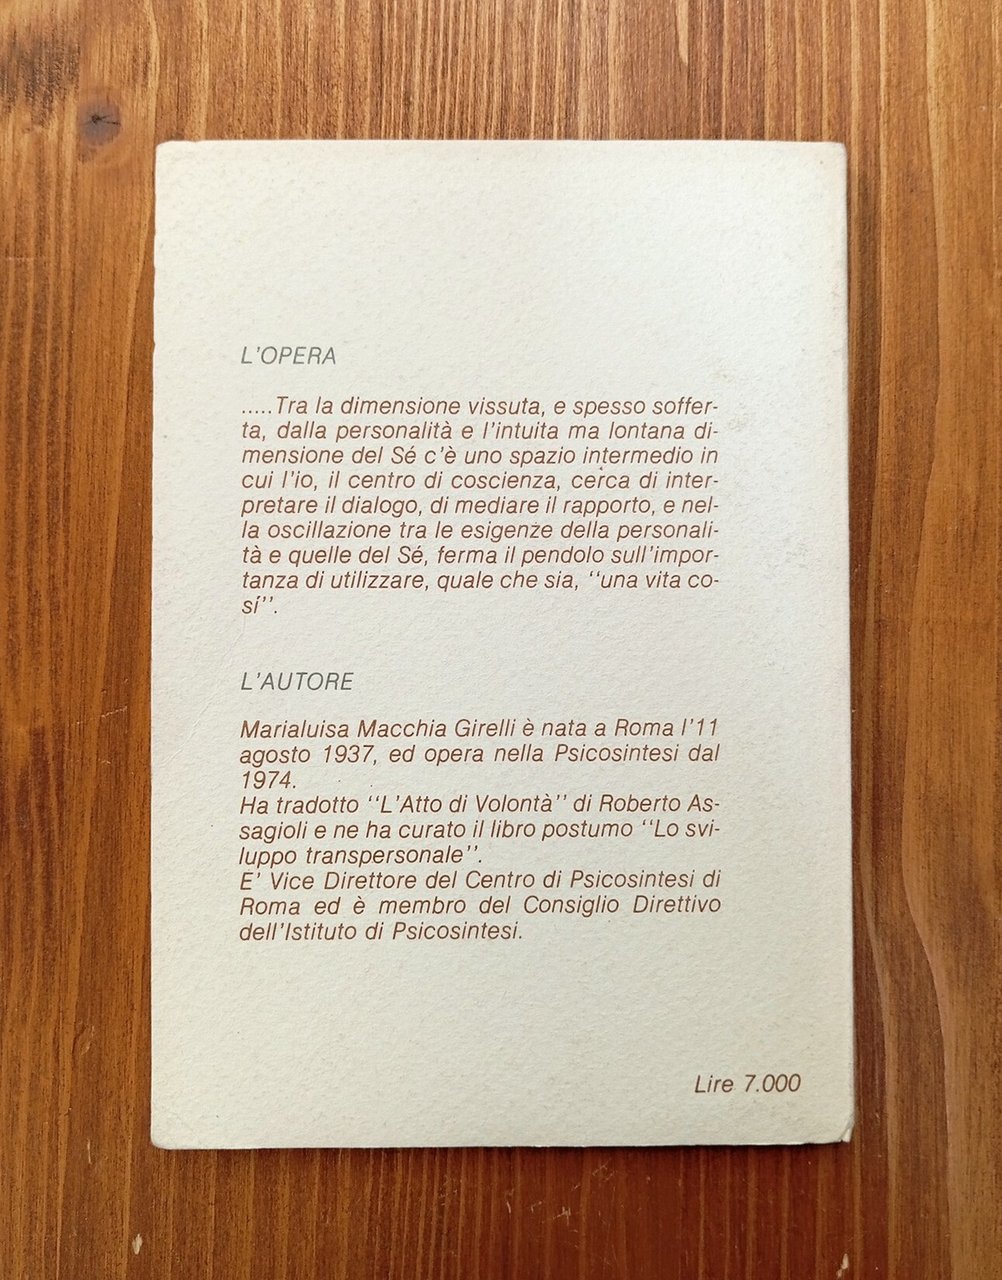 L'OPERA
.....Tra la dimensione vissuta, e spesso soffer-
ta, dalla personalità e l'intuita ma lontana di-
mensione del Sé c'è uno spazio intermedio in
cui l'io, il centro di coscienza, cerca di inter-
pretare il dialogo, di mediare il rapporto, e nel-
la oscillazione tra le esigenze della personali-
tà e quelle del Sé, ferma il pendolo sull'impor-
tanza di utilizzare, quale che sia, ''una vita co-
sí''.
L'AUTORE
Marialuisa Macchia Girelli è nata a Roma l'11
agosto 1937, ed opera nella Psicosintesi dal
1974.
Ha tradotto ''L'Atto di Volontà'' di Roberto As-
sagioli e ne ha curato il libro postumo ''Lo svi-
luppo transpersonale''.
E' Vice Direttore del Centro di Psicosintesi di
Roma ed è membro del Consiglio Direttivo
dell'Istituto di Psicosintesi.
Lire 7.000